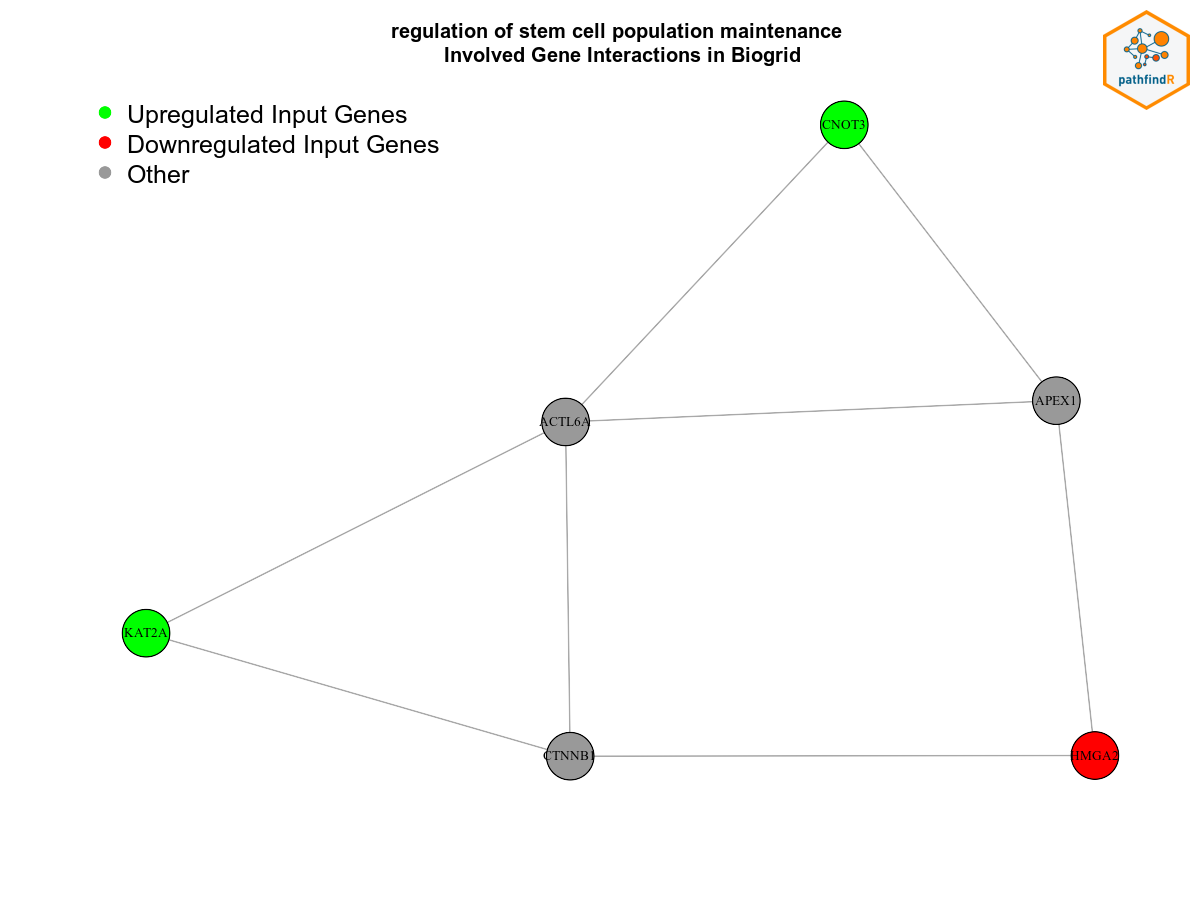 regulation of stem cell population maintenance
Involved Gene Interactions in Biogrid
pathfindR
Upregulated Input Genes
Downregulated Input Genes
Other
CNOT3
APEX1
ACTL6A
KAT2A
CTNNB1
HMGA2